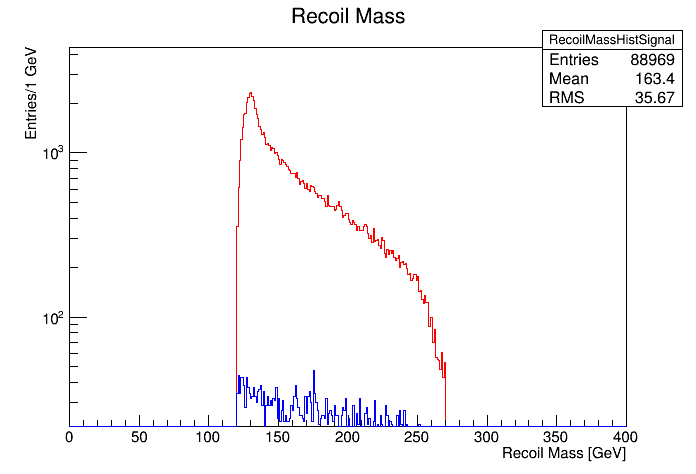 Recoil Mass
RecoilMassHistSignal
Entries 88969
Mean 163.4
RMS 35.67
Entries/1 GeV
10³
10²
0 50 100 150 200 250 300 350 400
Recoil Mass [GeV]